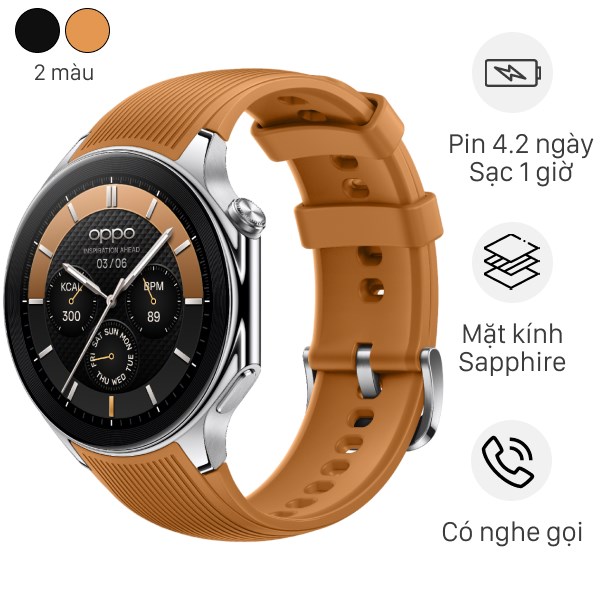 2 màu
Pin 4.2 ngày
Sạc 1 giờ
oppo
INSPIRATION AHEAD
03/06
KCAL
BPM
300
89
SAT SUN MON
TUE
FRI
THU WED
Mặt kính
Sapphire
Có nghe gọi